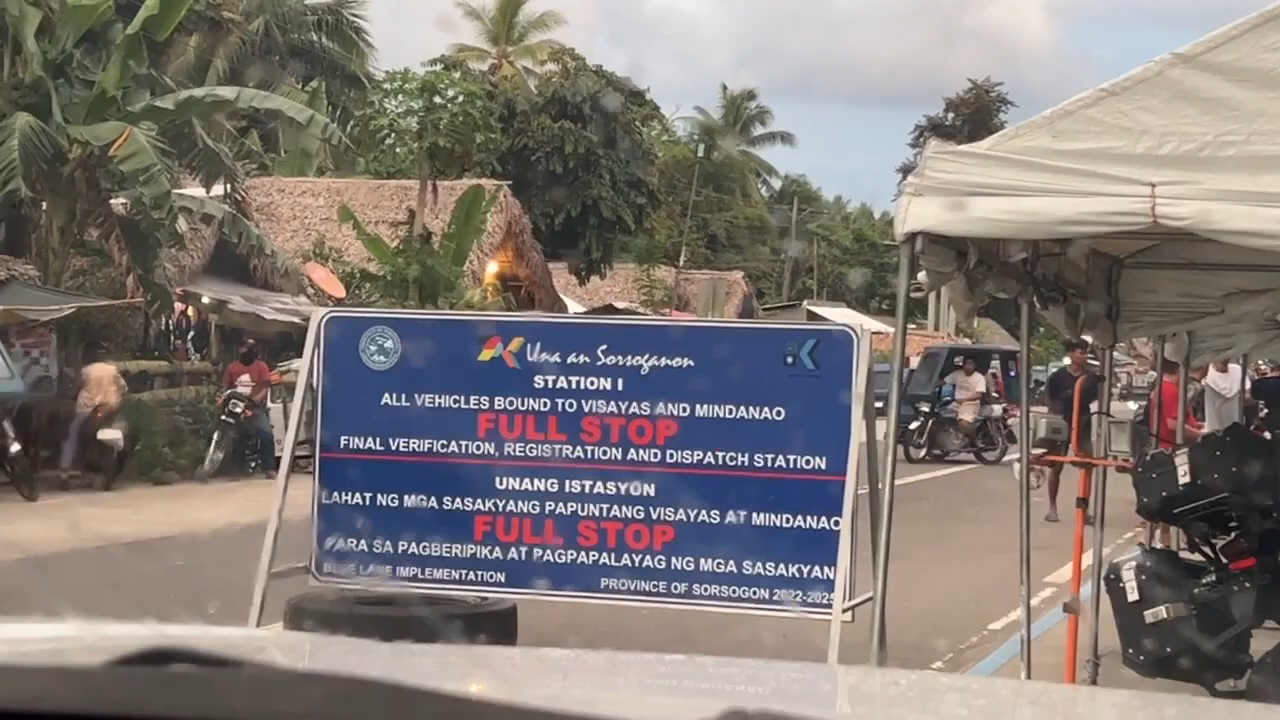 Una an Sorsoganon
STATION I
ALL VEHICLES BOUND TO VISAYAS AND MINDANAO
FULL STOP
FINAL VERIFICATION, REGISTRATION AND DISPATCH STATION
UNANG ISTASYON
LAHAT NG MGA SASAKYANG PAPUNTANG VISAYAS AT MINDANAO
FULL STOP
PARA SA PAGBERIPIKA AT PAGPAPALAYAG NG MGA SASAKYAN
BLUE LANE IMPLEMENTATION
PROVINCE OF SORSOGON 2022-2025